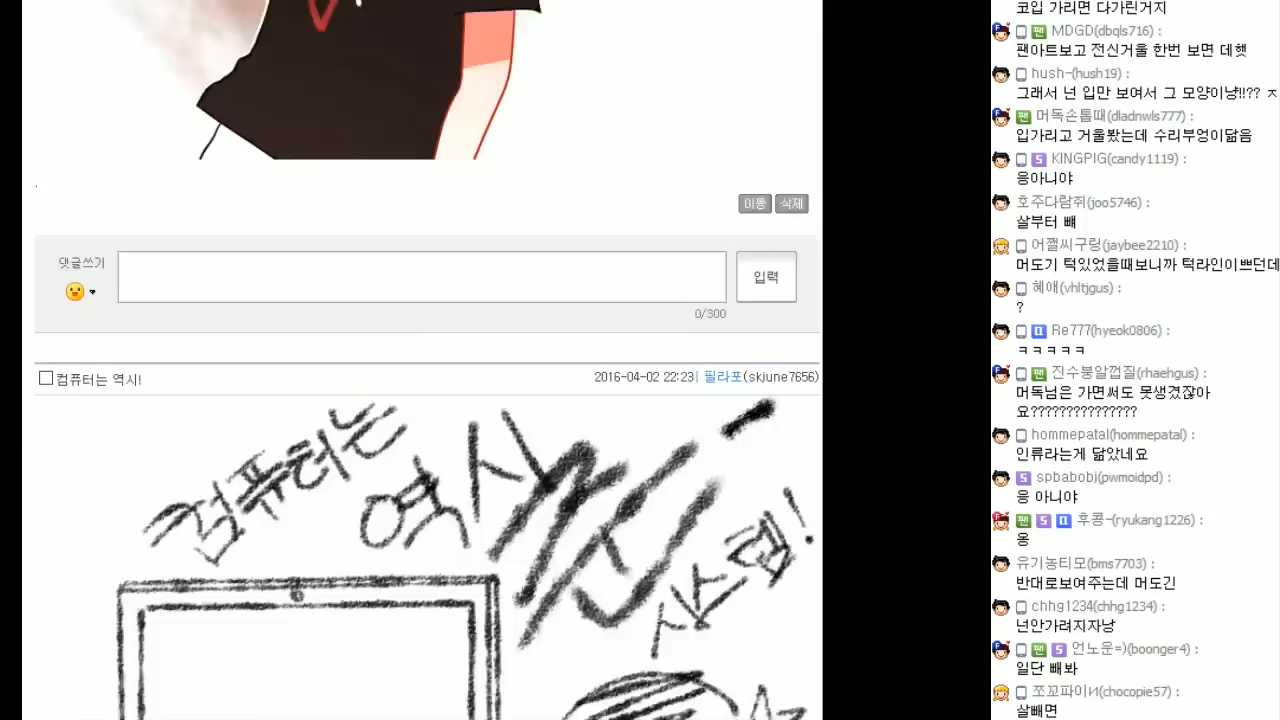 이동 삭제
댓글쓰기
입력
0/300
컴퓨터는 역시!
2016-04-02 22:23| 필라포(skjune7656)
컴퓨터는
역시
시스템!
코입 가리면 다가린거지
팬 MDGD(dbqls716) :
팬아트보고 전신거울 한번 보면 데헷
hush-(hush19) :
그래서 넌 입만 보여서 그 모양이냥!!?? ㅈ
팬 머독손톱때(dladnwls777) :
입가리고 거울봤는데 수리부엉이닮음
S KINGPIG(candy1119) :
응아니야
호주다람쥐(joo5746) :
살부터 빼
어쩔씨구렁(jaybee2210) :
머도기 턱있었을때보니까 턱라인이쁘던데
혜애(vhltjgus) :
?
Re777(hyeok0806) :
ㅋㅋㅋㅋㅋ
팬 진수붕알껍질(rhaehgus) :
머독님은 가면써도 못생겼잖아
요???????????????
hommepatal(hommepatal) :
인류라는게 닮았네요
S spbabobj(pwmoidpd) :
응 아니야
팬 S 후콩-(ryukang1226) :
옹
유기농티모(bms7703) :
반대로보여주는데 머도긴
chhg1234(chhg1234) :
넌안가려지자낭
팬 S 언노운=)(boonger4) :
일단 빼봐
쪼꼬파이И(chocopie57) :
살빼면